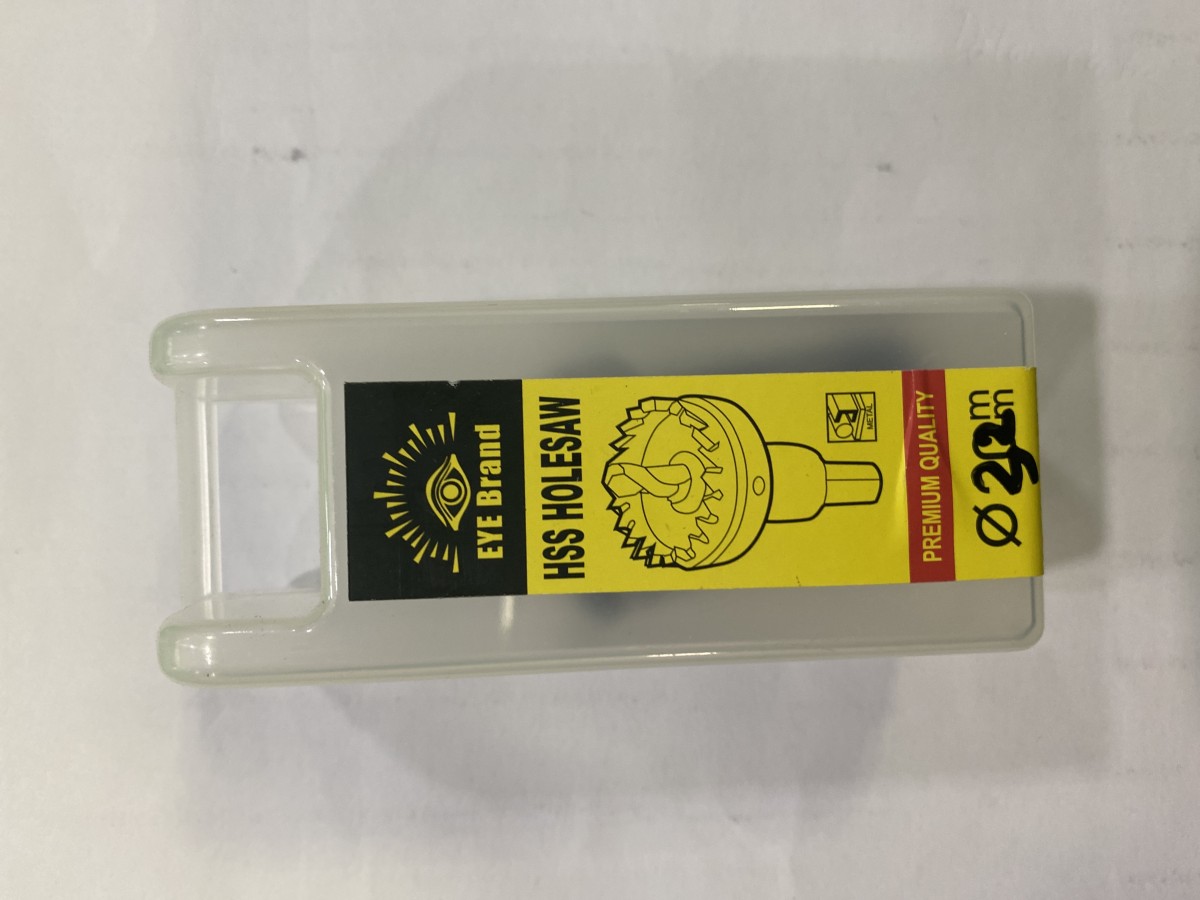 EYE Brand
HSS HOLESAW
METAL
PREMIUM QUALITY
Ø mm